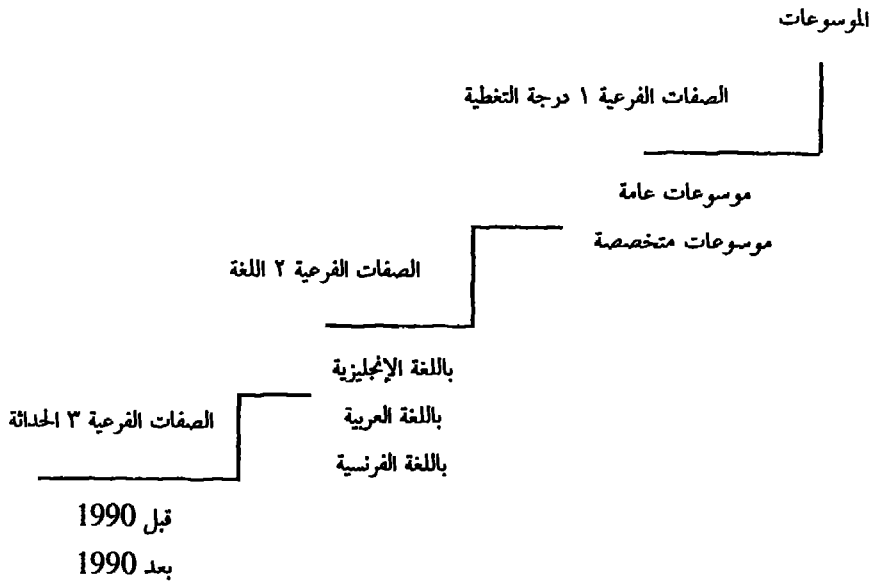 الموسوعات
الصفات الفرعية ١ درجة التغطية
موسوعات عامة
موسوعات متخصصة
الصفات الفرعية ٢ اللغة
باللغة الإنجليزية
باللغة العربية
باللغة الفرنسية
الصفات الفرعية ٣ الحداثة
قبل 1990
بعد 1990